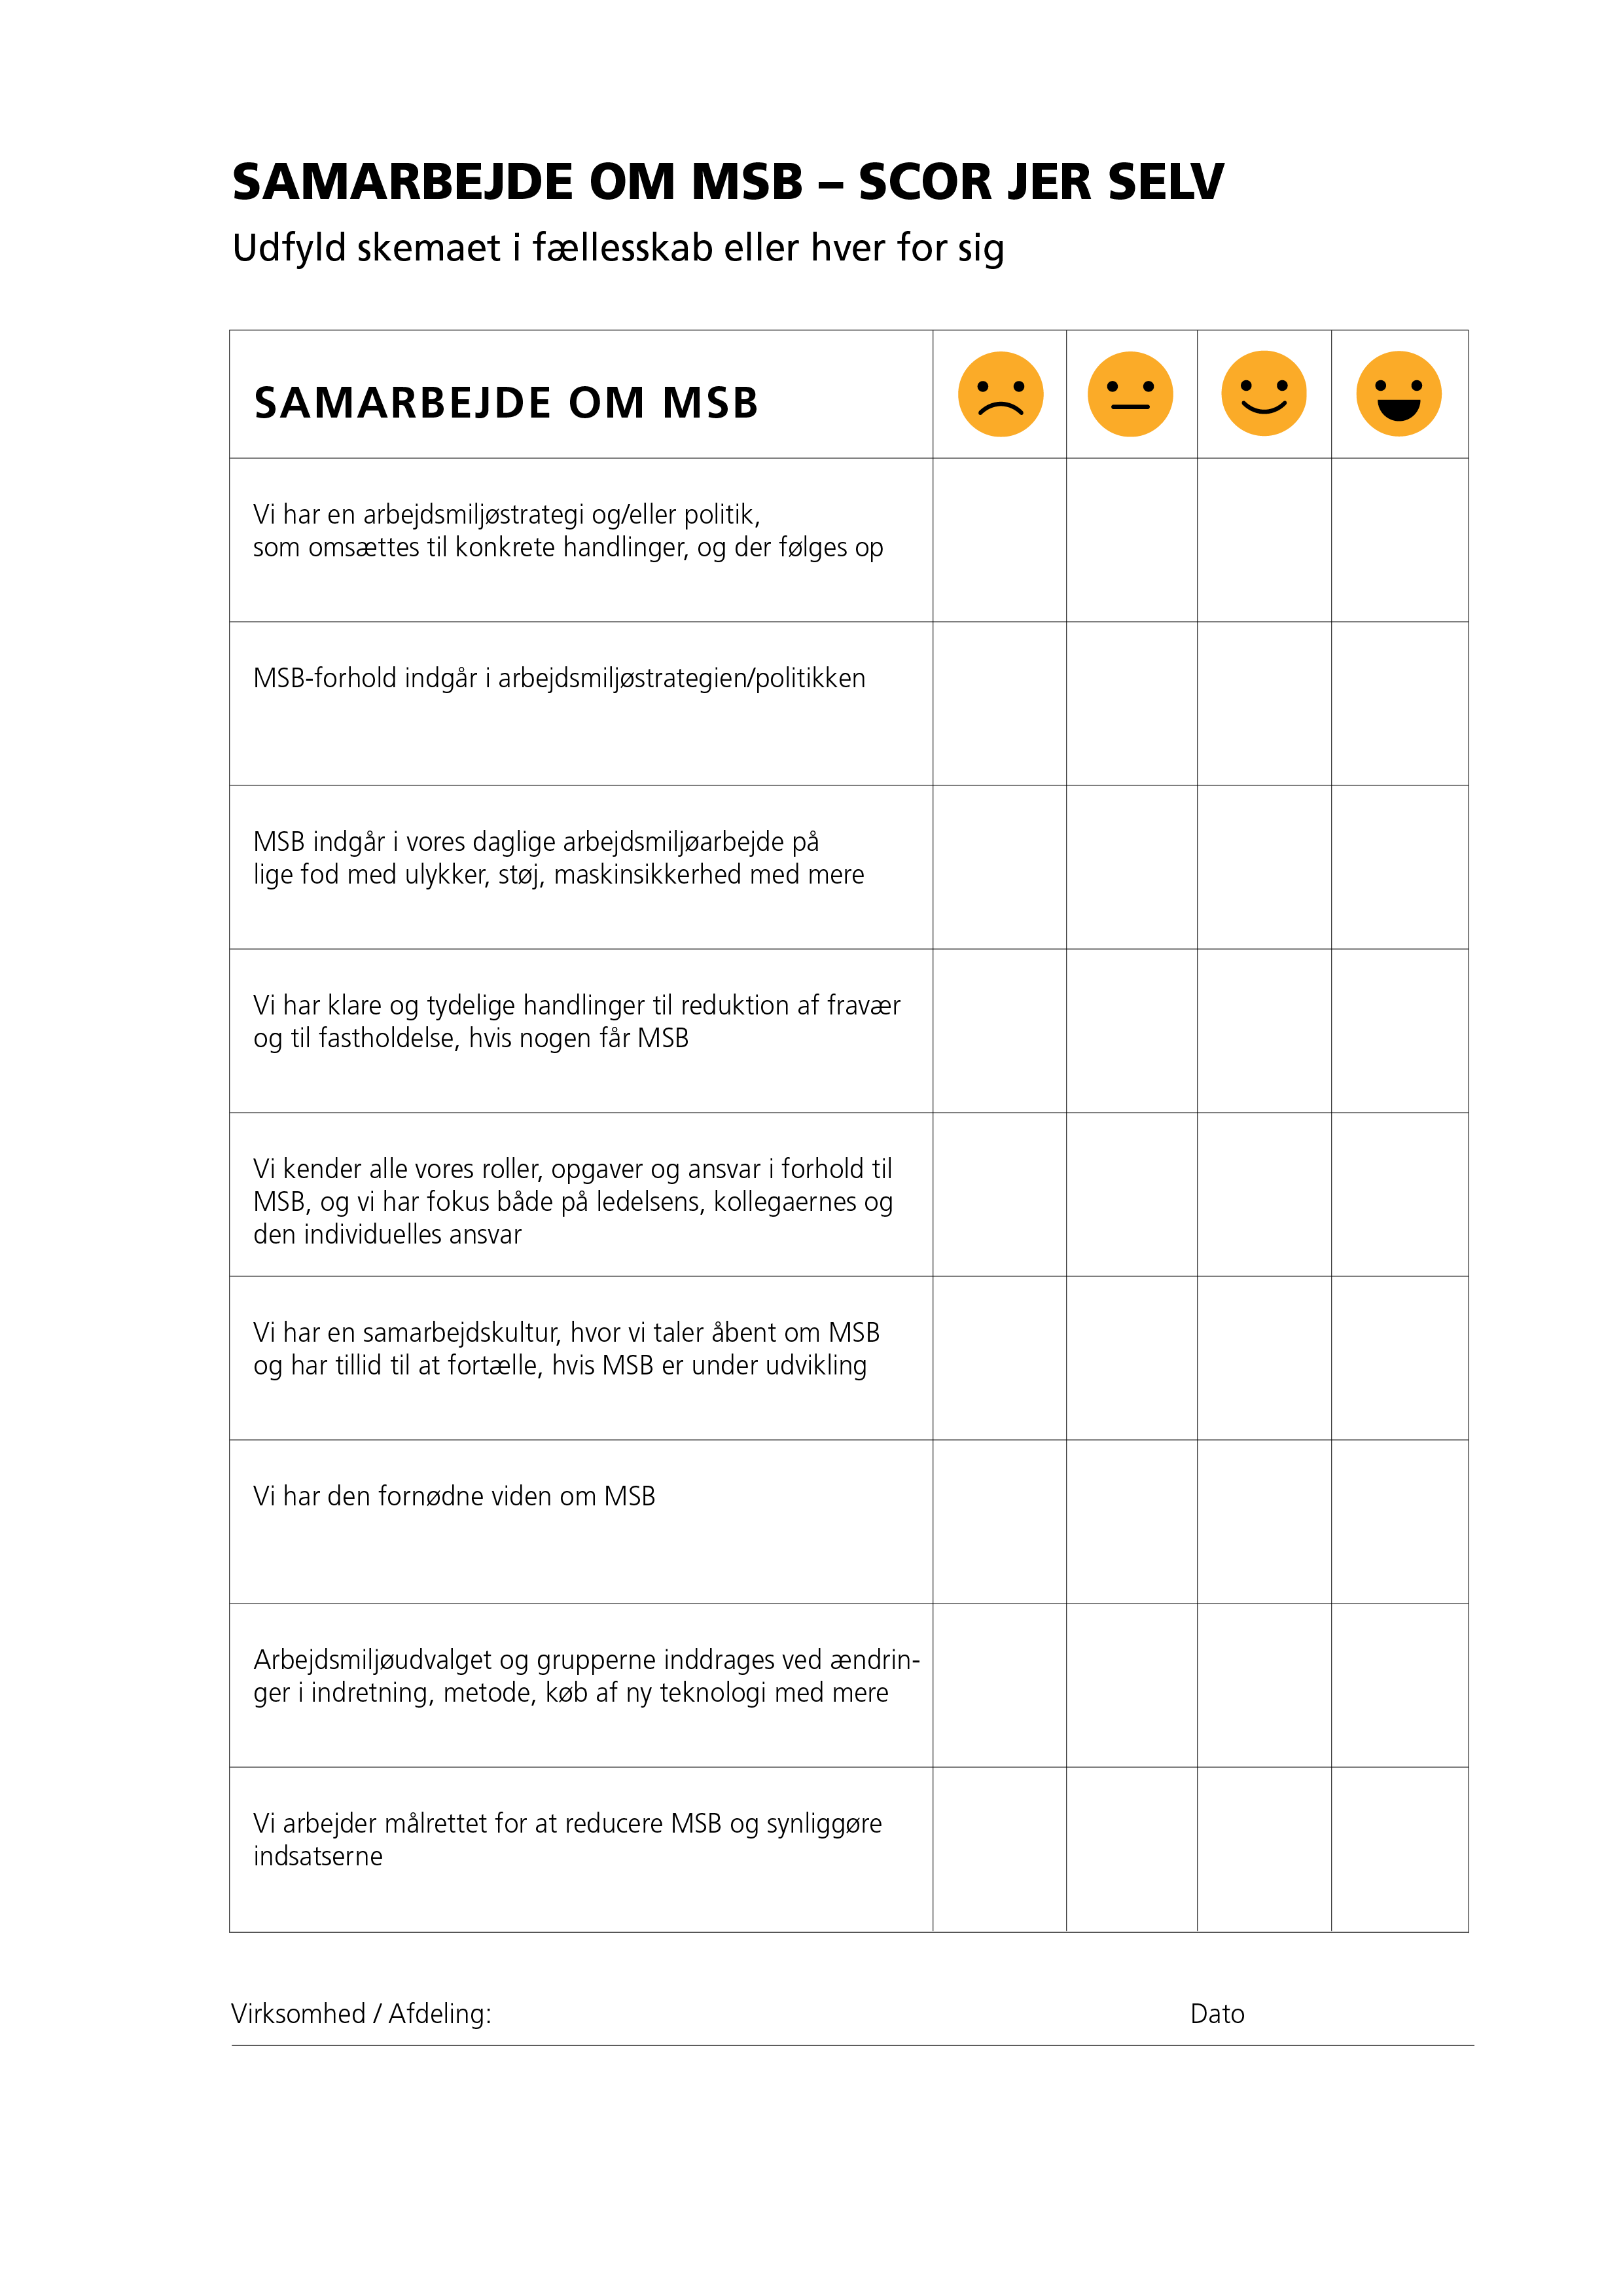 SAMARBEJDE OM MSB – SCOR JER SELV
Udfyld skemaet i fællesskab eller hver for sig
SAMARBEJDE OM MSB
Vi har en arbejdsmiljøstrategi og/eller politik,
som omsættes til konkrete handlinger, og der følges op
MSB-forhold indgår i arbejdsmiljøstrategien/politikken
MSB indgår i vores daglige arbejdsmiljøarbejde på
lige fod med ulykker, støj, maskinsikkerhed med mere
Vi har klare og tydelige handlinger til reduktion af fravær
og til fastholdelse, hvis nogen får MSB
Vi kender alle vores roller, opgaver og ansvar i forhold til
MSB, og vi har fokus både på ledelsens, kollegaernes og
den individuelles ansvar
Vi har en samarbejdskultur, hvor vi taler åbent om MSB
og har tillid til at fortælle, hvis MSB er under udvikling
Vi har den fornødne viden om MSB
Arbejdsmiljøudvalget og grupperne inddrages ved ændrin-
ger i indretning, metode, køb af ny teknologi med mere
Vi arbejder målrettet for at reducere MSB og synliggøre
indsatserne
Virksomhed / Afdeling: Dato